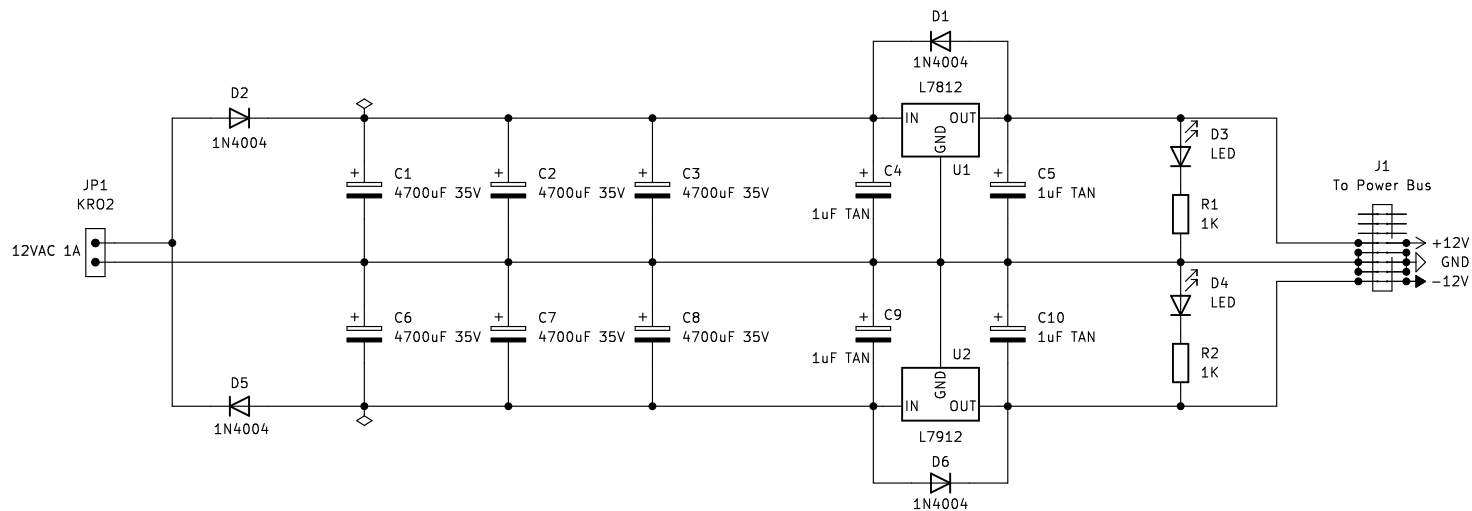 D1
1N4004
L7812
D2
1N4004
IN
OUT
GND
U1
D3
LED
C1
4700uF 35V
C2
4700uF 35V
C3
4700uF 35V
C4
1uF TAN
C5
1uF TAN
R1
1K
J1
To Power Bus
JP1
KRO2
12VAC 1A
+12V
GND
-12V
D4
LED
C6
4700uF 35V
C7
4700uF 35V
C8
4700uF 35V
C9
1uF TAN
C10
1uF TAN
R2
1K
U2
GND
IN
OUT
L7912
D5
1N4004
D6
1N4004
+
+
+
+
+
+
+
+
+
+